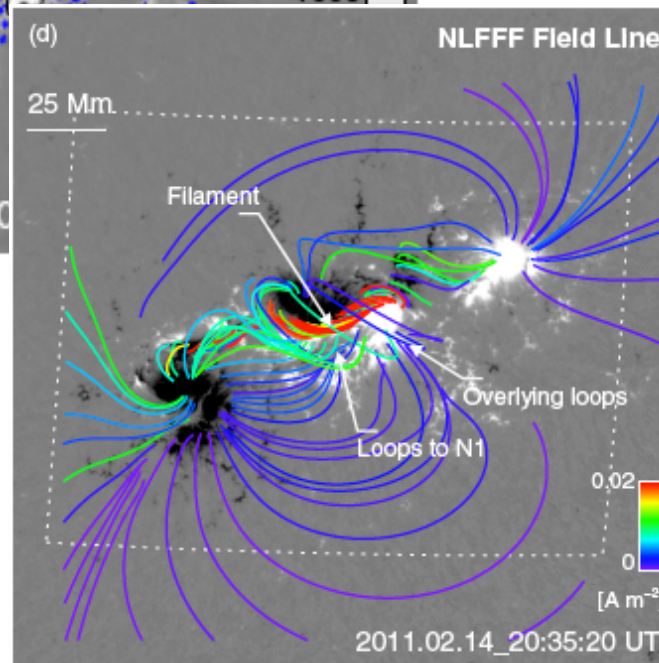 (d)
NLFFF Field Line
25 Mm
Filament
Overlying loops
Loops to N1
0.02
0
[A m⁻²]
2011.02.14_20:35:20 UT